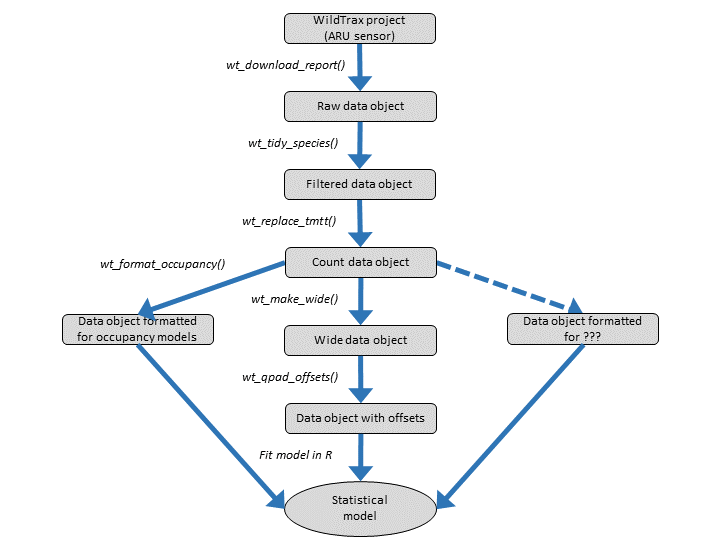 WildTrax project
(ARU sensor)
wt_download_report()
Raw data object
wt_tidy_species()
Filtered data object
wt_replace_tmtt()
Count data object
wt_format_occupancy()
wt_make_wide()
Data object formatted
for occupancy models
Wide data object
Data object formatted
for ???
wt_qpad_offsets()
Data object with offsets
Fit model in R
Statistical
model